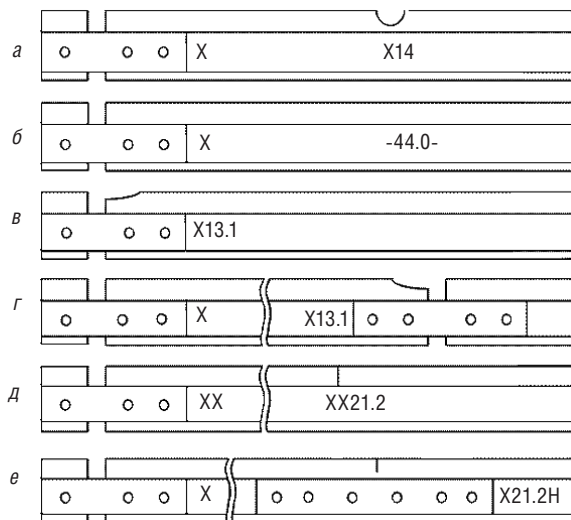 а X X14
б X -44.0-
в X13.1
г X X13.1
д XX XX21.2
е X X21.2H